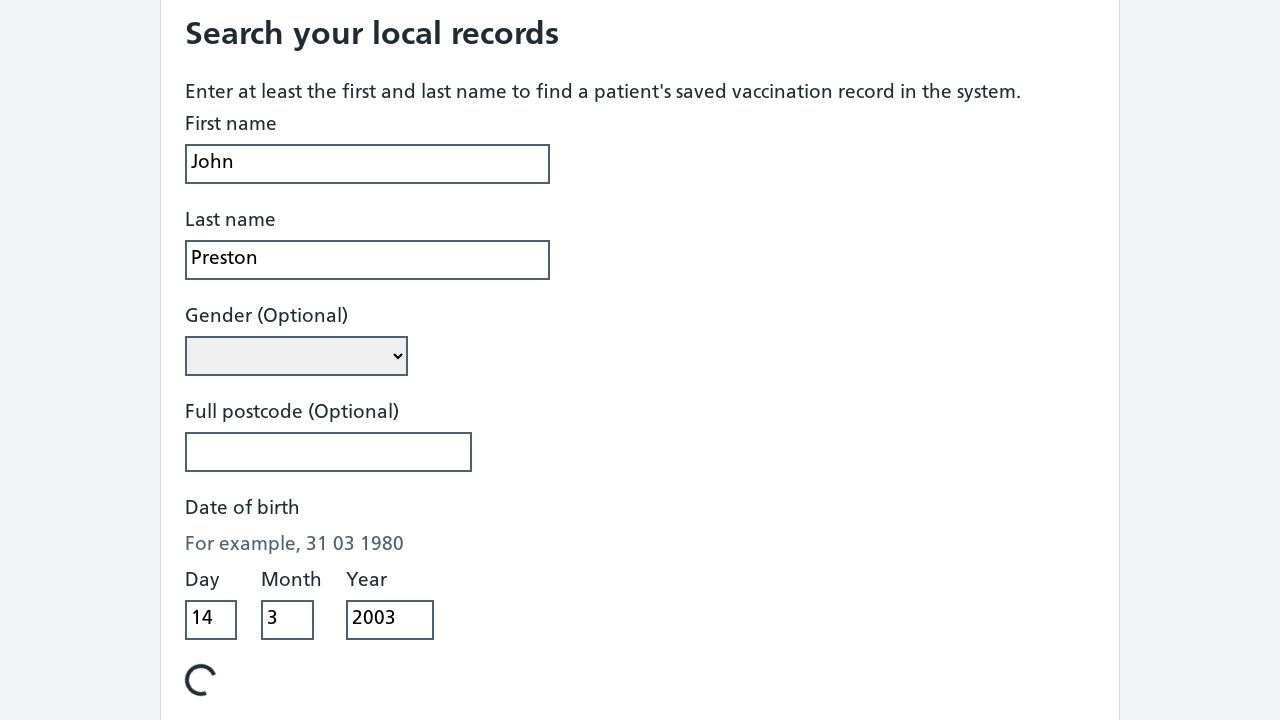 Search your local records
Enter at least the first and last name to find a patient's saved vaccination record in the system.
First name
John
Last name
Preston
Gender (Optional)
Full postcode (Optional)
Date of birth
For example, 31 03 1980
Day Month Year
14 3 2003